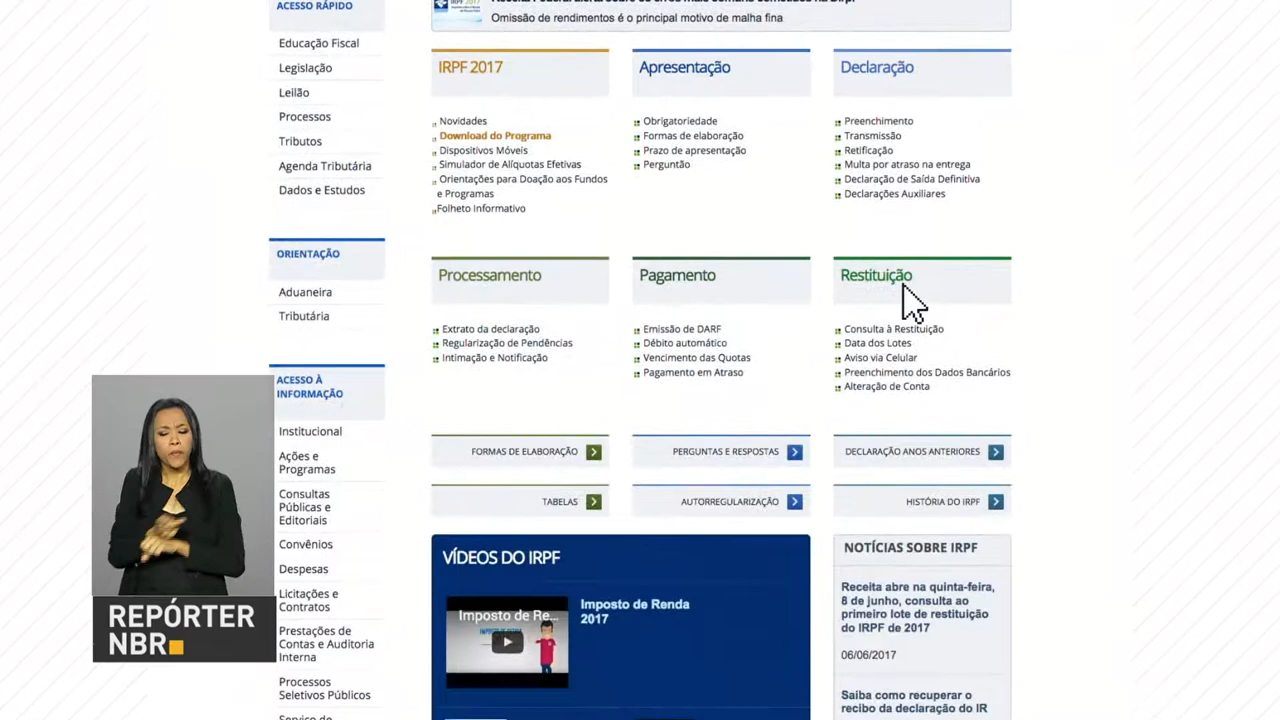 ACESSO RÁPIDO
Educação Fiscal
Legislação
Leilão
Processos
Tributos
Agenda Tributária
Dados e Estudos
ORIENTAÇÃO
Aduaneira
Tributária
ACESSO À
INFORMAÇÃO
Institucional
Ações e
Programas
Consultas
Públicas e
Editoriais
Convênios
Despesas
Licitações e
Contratos
Prestações de
Contas e Auditoria
Interna
Processos
Seletivos Públicos
Serviço de
REPÓRTER
NBR
IRPF 2017
Omissão de rendimentos é o principal motivo de malha fina
IRPF 2017
Novidades
Download do Programa
Dispositivos Móveis
Simulador de Alíquotas Efetivas
Orientações para Doação aos Fundos
e Programas
Folheto Informativo
Apresentação
Obrigatoriedade
Formas de elaboração
Prazo de apresentação
Perguntão
Declaração
Preenchimento
Transmissão
Retificação
Multa por atraso na entrega
Declaração de Saída Definitiva
Declarações Auxiliares
Processamento
Extrato da declaração
Regularização de Pendências
Intimação e Notificação
Pagamento
Emissão de DARF
Débito automático
Vencimento das Quotas
Pagamento em Atraso
Restituição
Consulta à Restituição
Data dos Lotes
Aviso via Celular
Preenchimento dos Dados Bancários
Alteração de Conta
FORMAS DE ELABORAÇÃO
PERGUNTAS E RESPOSTAS
DECLARAÇÃO ANOS ANTERIORES
TABELAS
AUTORREGULARIZAÇÃO
HISTÓRIA DO IRPF
VÍDEOS DO IRPF
Imposto de Re...
Imposto de Renda
2017
NOTÍCIAS SOBRE IRPF
Receita abre na quinta-feira,
8 de junho, consulta ao
primeiro lote de restituição
do IRPF de 2017
06/06/2017
Saiba como recuperar o
recibo da declaração do IR